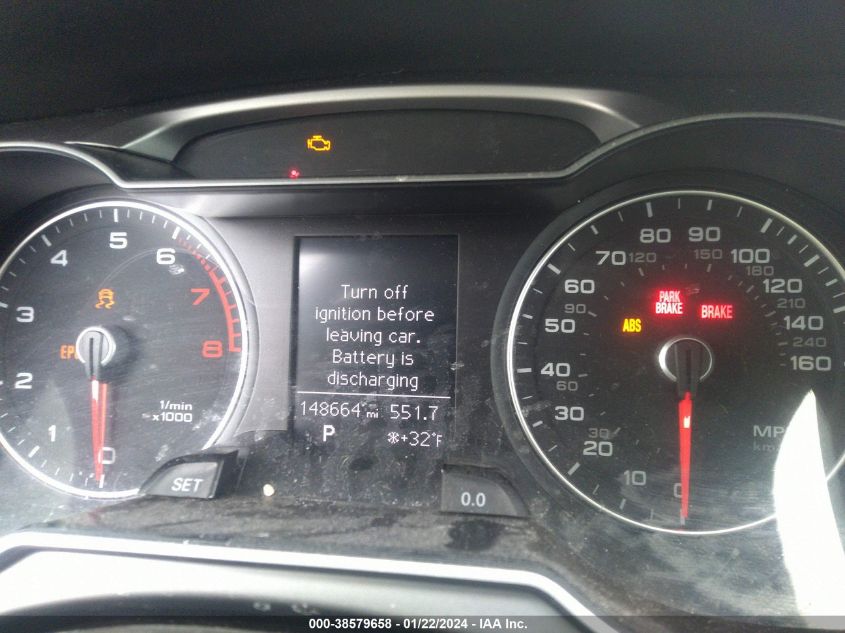 5
4
6
3
7
EPC
8
2
1/min
x1000
1
0
SET
Turn off
ignition before
leaving car.
Battery is
discharging
148664 mi 551.7
P
+32°F
0.0
80 90
70 120 150 100
60 180
PARK
BRAKE
BRAKE
120
90 210
50
ABS
140
240
40 160
60
30
30
20
10
0
000-38579658 - 01/22/2024 - IAA Inc.